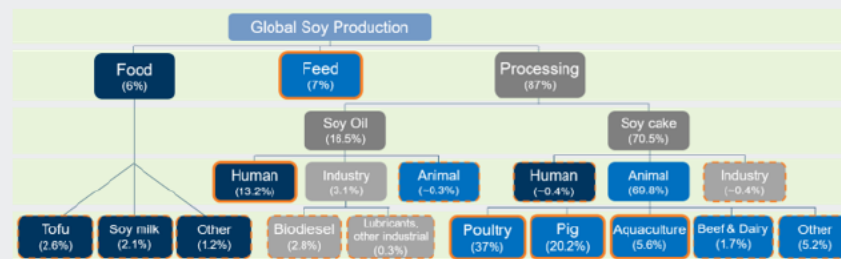 Global Soy Production
Food
(6%)
Feed
(7%)
Processing
(87%)
Soy Oil
(16.5%)
Soy cake
(70.5%)
Human
(13.2%)
Industry
(3.1%)
Animal
(~0.3%)
Human
(~0.4%)
Animal
(69.8%)
Industry
(~0.4%)
Tofu
(2.6%)
Soy milk
(2.1%)
Other
(1.2%)
Biodiesel
(2.8%)
Lubricants,
other industrial
(0.3%)
Poultry
(37%)
Pig
(20.2%)
Aquaculture
(5.6%)
Beef & Dairy
(1.7%)
Other
(5.2%)